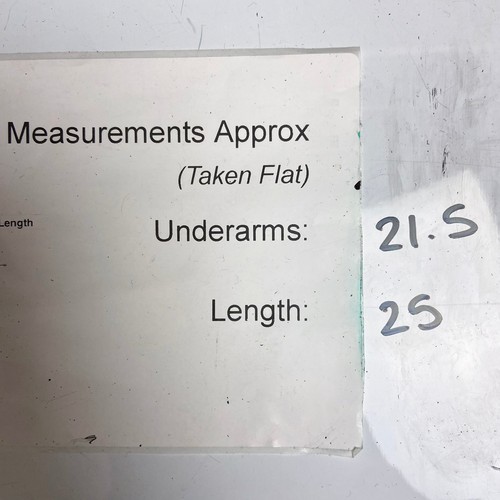 Measurements Approx
(Taken Flat)
Length
Underarms: 21.5
Length: 25